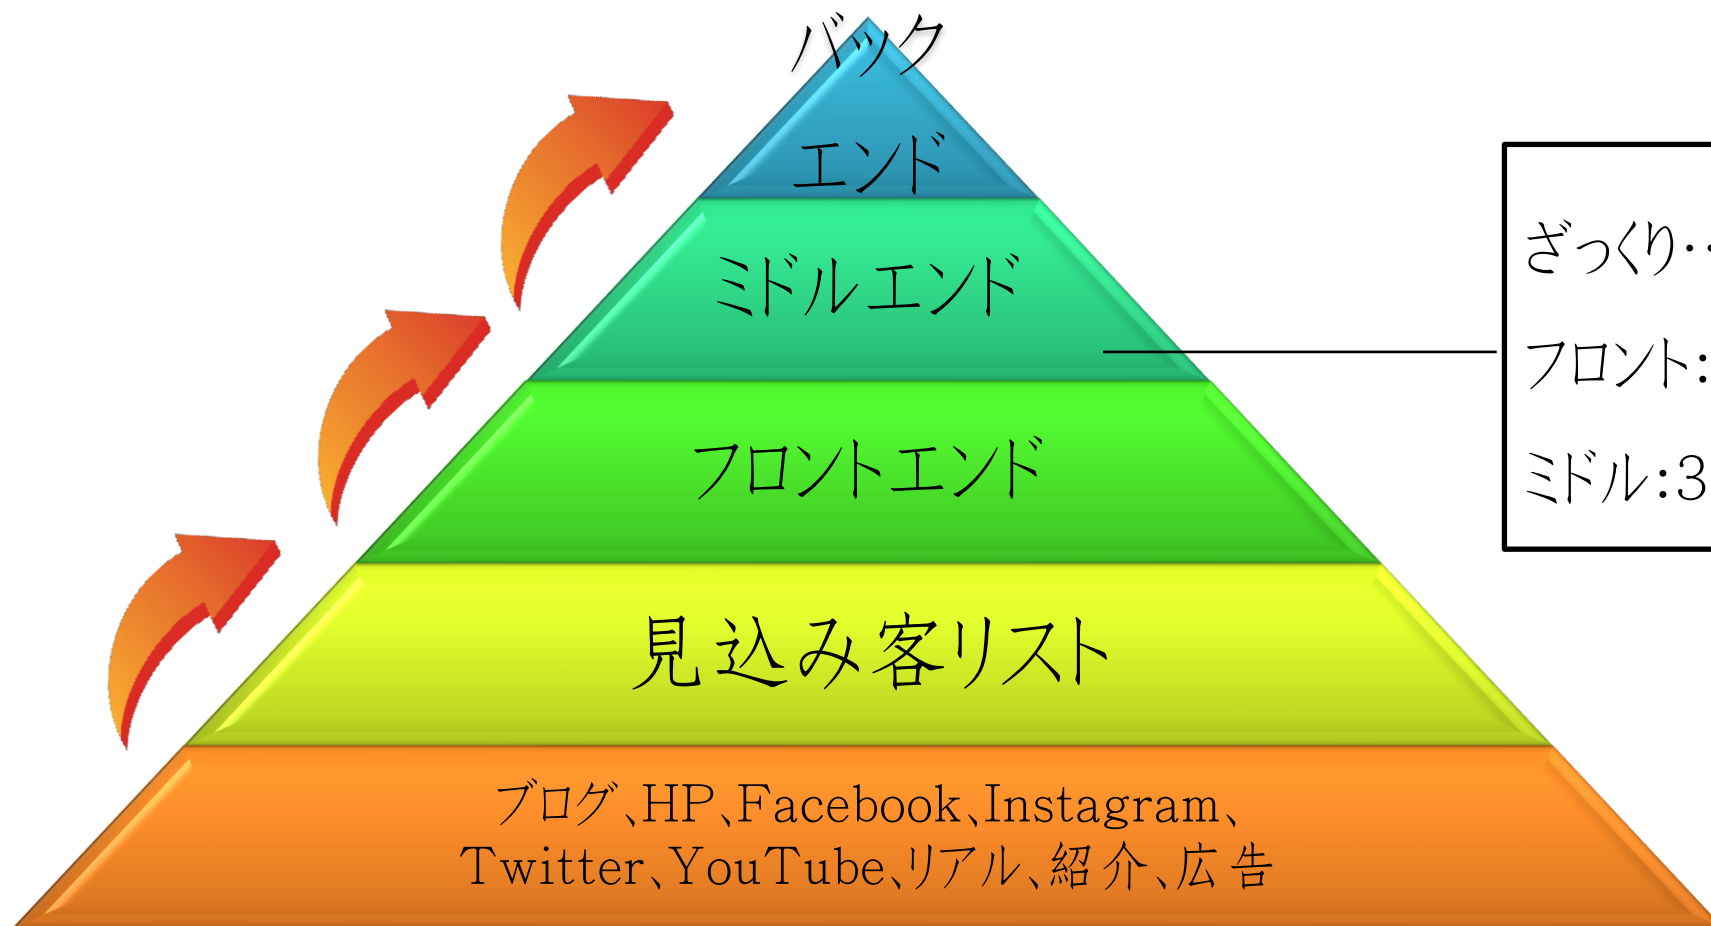 バック
エンド
ミドルエンド
フロントエンド
見込み客リスト
ブログ、HP、Facebook、Instagram、
Twitter、YouTube、リアル、紹介、広告
ざっくり・・
フロント：
ミドル：3